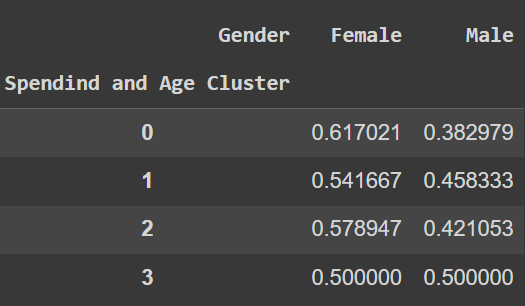 Gender Female Male
Spendind and Age Cluster
0 0.617021 0.382979
1 0.541667 0.458333
2 0.578947 0.421053
3 0.500000 0.500000